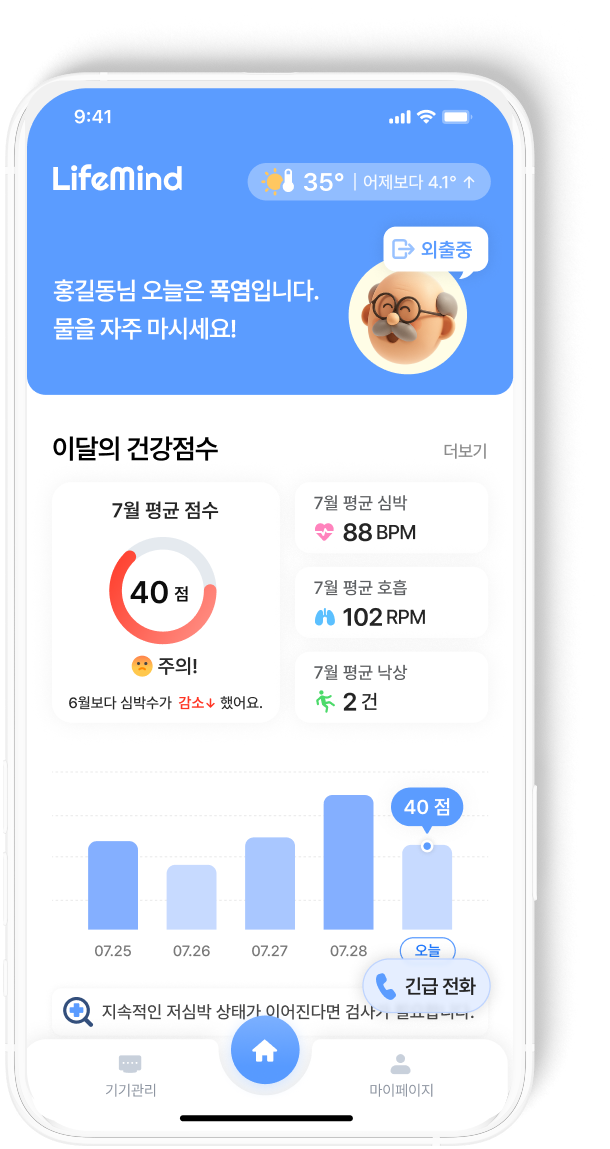 9:41
LifeMind
35° | 어제보다 4.1° ↑
외출중
홍길동님 오늘은 폭염입니다.
물을 자주 마시세요!
이달의 건강점수
더보기
7월 평균 점수
40 점
주의!
6월보다 심박수가 감소↓ 했어요.
7월 평균 심박
88 BPM
7월 평균 호흡
102 RPM
7월 평균 낙상
2 건
40 점
07.25 07.26 07.27 07.28 오늘
긴급 전화
지속적인 저심박 상태가 이어진다면 검사가 필요합니다.
기기관리
마이페이지